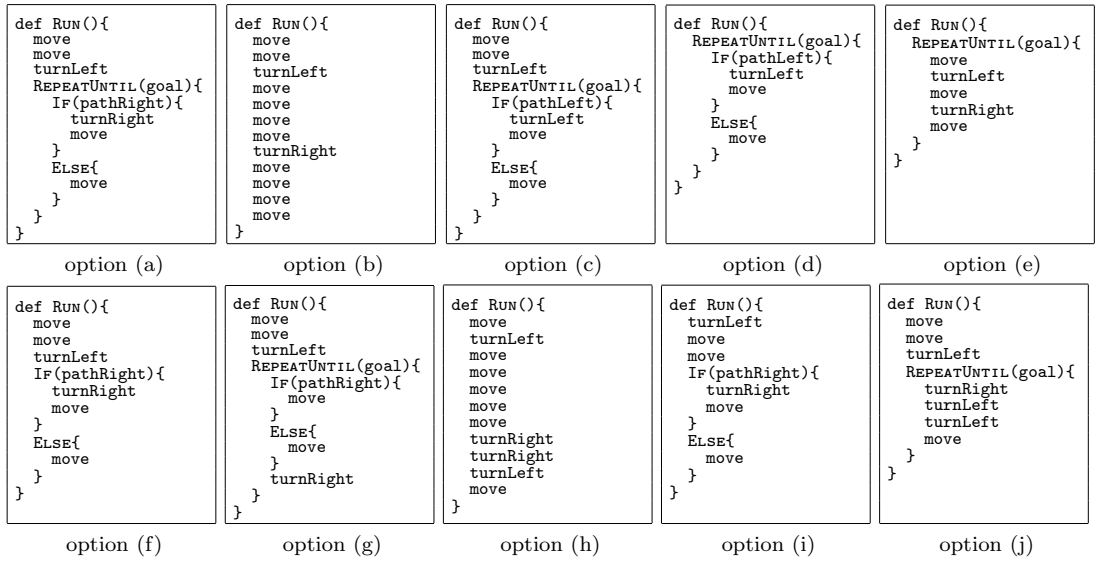 def RUN(){
move
move
turnLeft
REPEATUNTIL(goal){
IF(pathRight){
turnRight
move
}
ELSE{
move
}
}
}
option (a)
def RUN(){
move
move
turnLeft
move
move
move
move
turnRight
move
move
move
move
}
option (b)
def RUN(){
move
move
turnLeft
REPEATUNTIL(goal){
IF(pathLeft){
turnLeft
move
}
ELSE{
move
}
}
}
option (c)
def RUN(){
REPEATUNTIL(goal){
IF(pathLeft){
turnLeft
move
}
ELSE{
move
}
}
}
option (d)
def RUN(){
REPEATUNTIL(goal){
move
turnLeft
move
turnRight
move
}
}
option (e)
def RUN(){
move
move
turnLeft
IF(pathRight){
turnRight
move
}
ELSE{
move
}
}
option (f)
def RUN(){
move
move
turnLeft
REPEATUNTIL(goal){
IF(pathRight){
move
}
ELSE{
move
}
turnRight
}
}
option (g)
def RUN(){
move
turnLeft
move
move
move
move
move
turnRight
turnRight
turnLeft
move
}
option (h)
def RUN(){
turnLeft
move
move
IF(pathRight){
turnRight
move
}
ELSE{
move
}
}
option (i)
def RUN(){
move
move
turnLeft
REPEATUNTIL(goal){
turnRight
turnLeft
turnLeft
move
}
}
option (j)